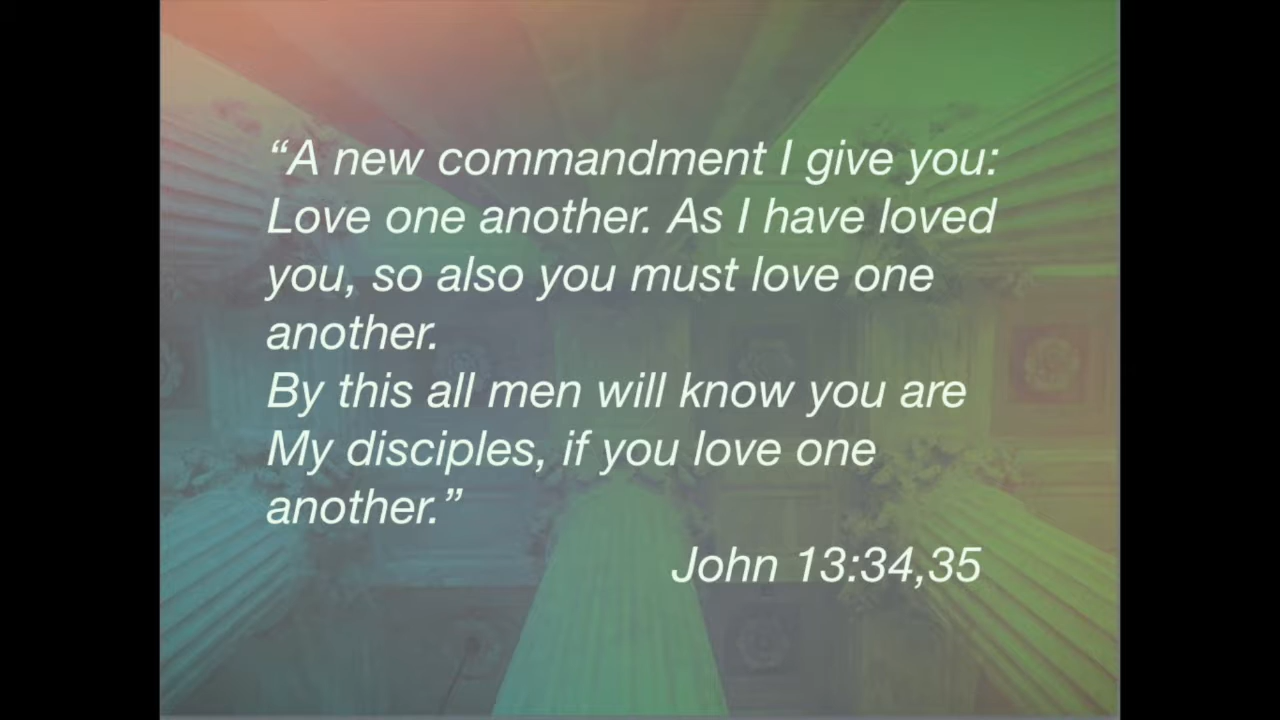 “A new commandment I give you:
Love one another. As I have loved
you, so also you must love one
another.
By this all men will know you are
My disciples, if you love one
another.”
John 13:34,35